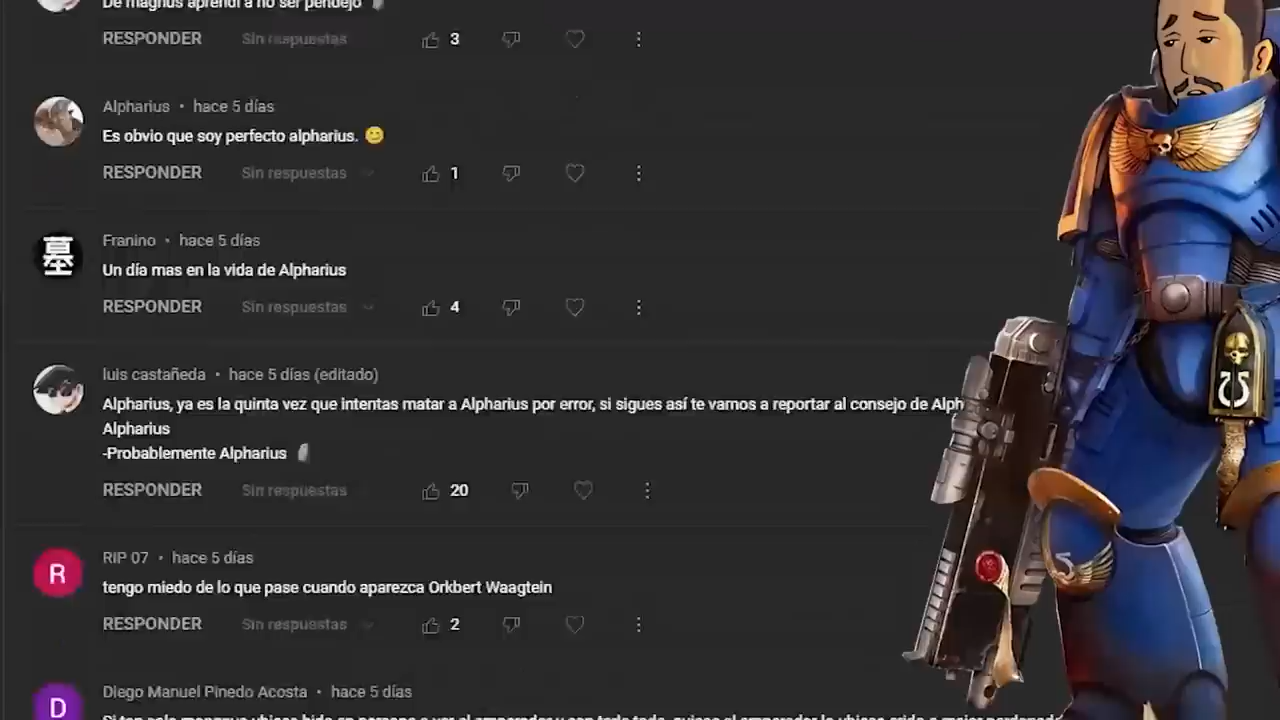 De magnus aprendí a no ser pendejo
RESPONDER Sin respuestas 3
Alpharius • hace 5 días
Es obvio que soy perfecto alpharius. 😊
RESPONDER Sin respuestas 1
墓
Franino • hace 5 días
Un día mas en la vida de Alpharius
RESPONDER Sin respuestas 4
luis castañeda • hace 5 días (editado)
Alpharius, ya es la quinta vez que intentas matar a Alpharius por error, si sigues así te vamos a reportar al consejo de Alph
Alpharius
-Probablemente Alpharius
RESPONDER Sin respuestas 20
R
RIP 07 • hace 5 días
tengo miedo de lo que pase cuando aparezca Orkbert Waagtein
RESPONDER Sin respuestas 2
D
Diego Manuel Pinedo Acosta • hace 5 días